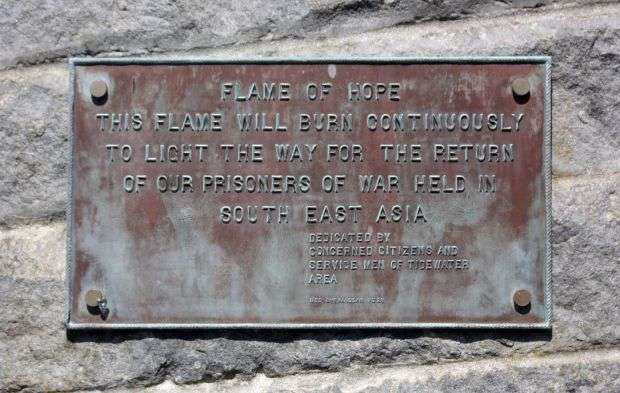 FLAME OF HOPE
THIS FLAME WILL BURN CONTINUOUSLY
TO LIGHT THE WAY FOR THE RETURN
OF OUR PRISONERS OF WAR HELD IN
SOUTH EAST ASIA
DEDICATED BY
CONCERNED CITIZENS AND
SERVICE MEN OF TIDEWATER
AREA